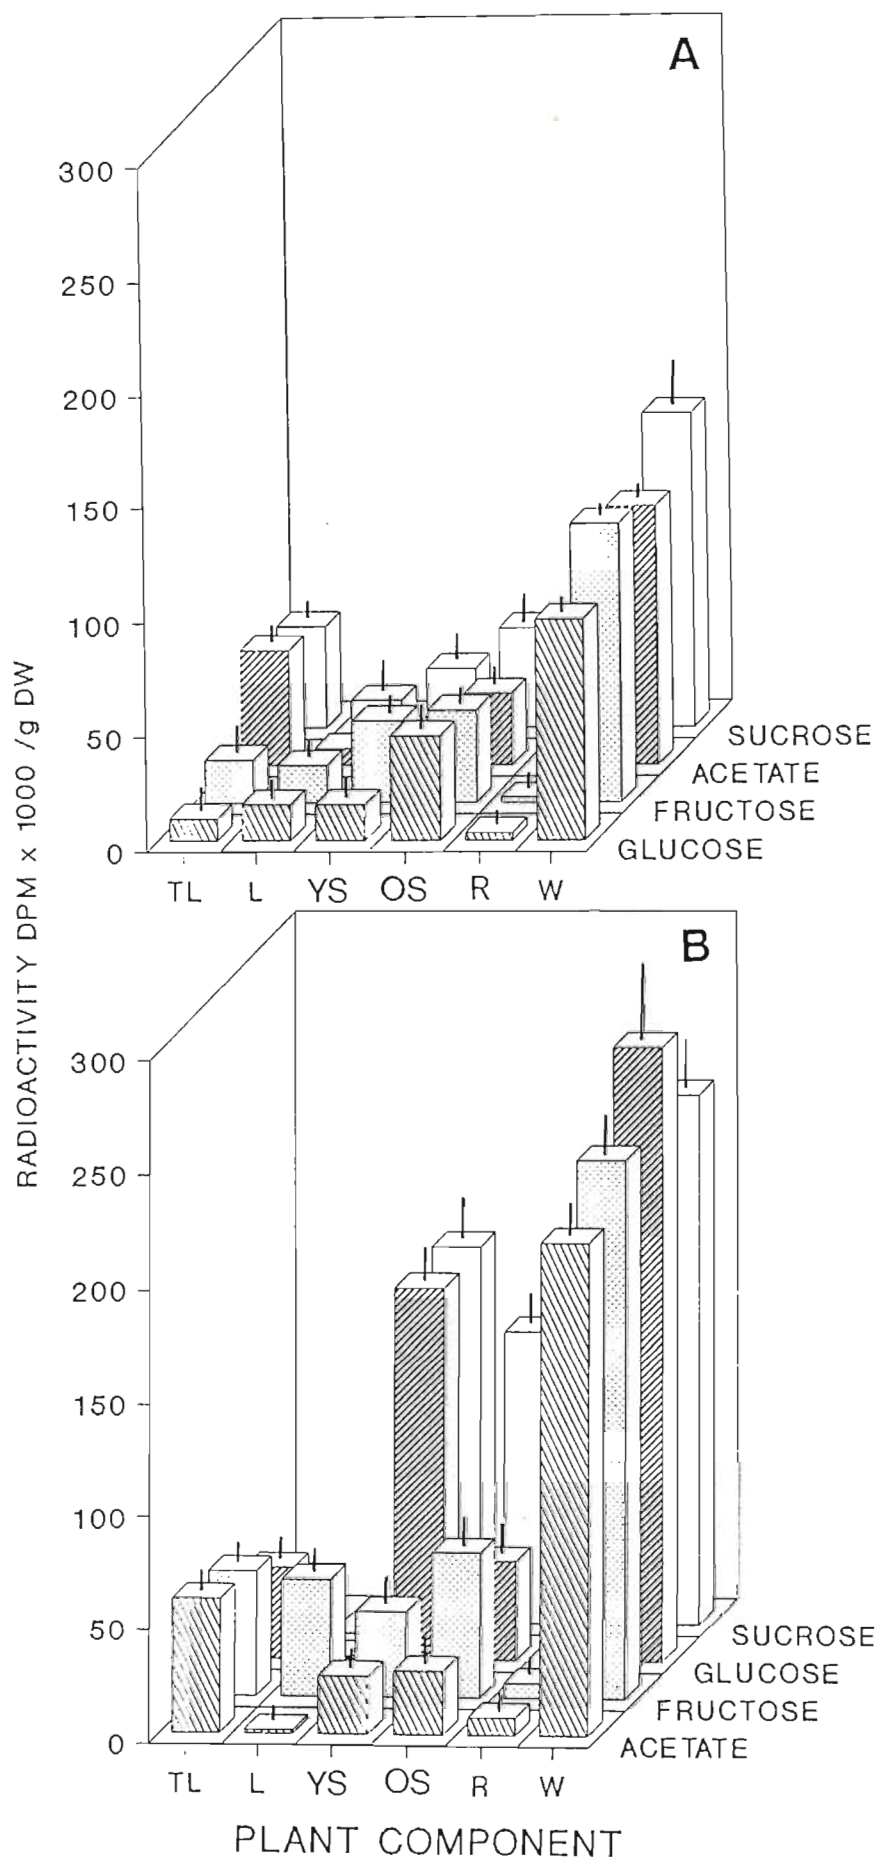 A
300
250
200
150
100
50
0
SUCROSE
ACETATE
FRUCTOSE
GLUCOSE
TL L YS OS R W
RADIOACTIVITY DPM x 1000 /g DW
B
300
250
200
150
100
50
0
SUCROSE
GLUCOSE
FRUCTOSE
ACETATE
TL L YS OS R W
PLANT COMPONENT